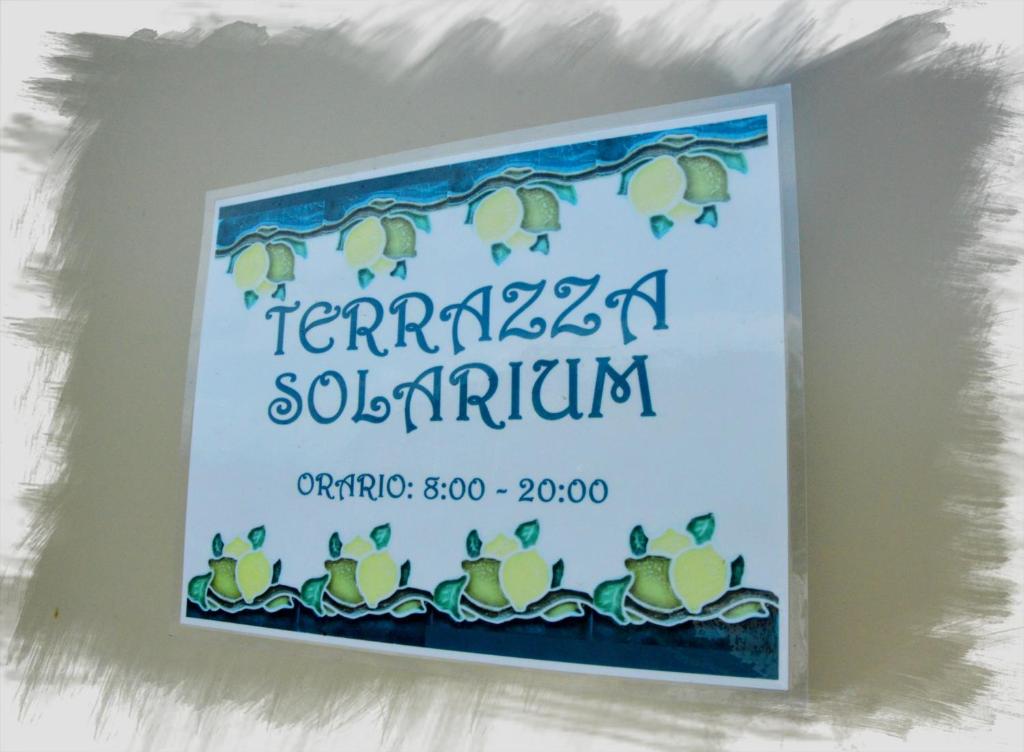 TERRAZZA
SOLARIUM
ORARIO: 8:00 - 20:00